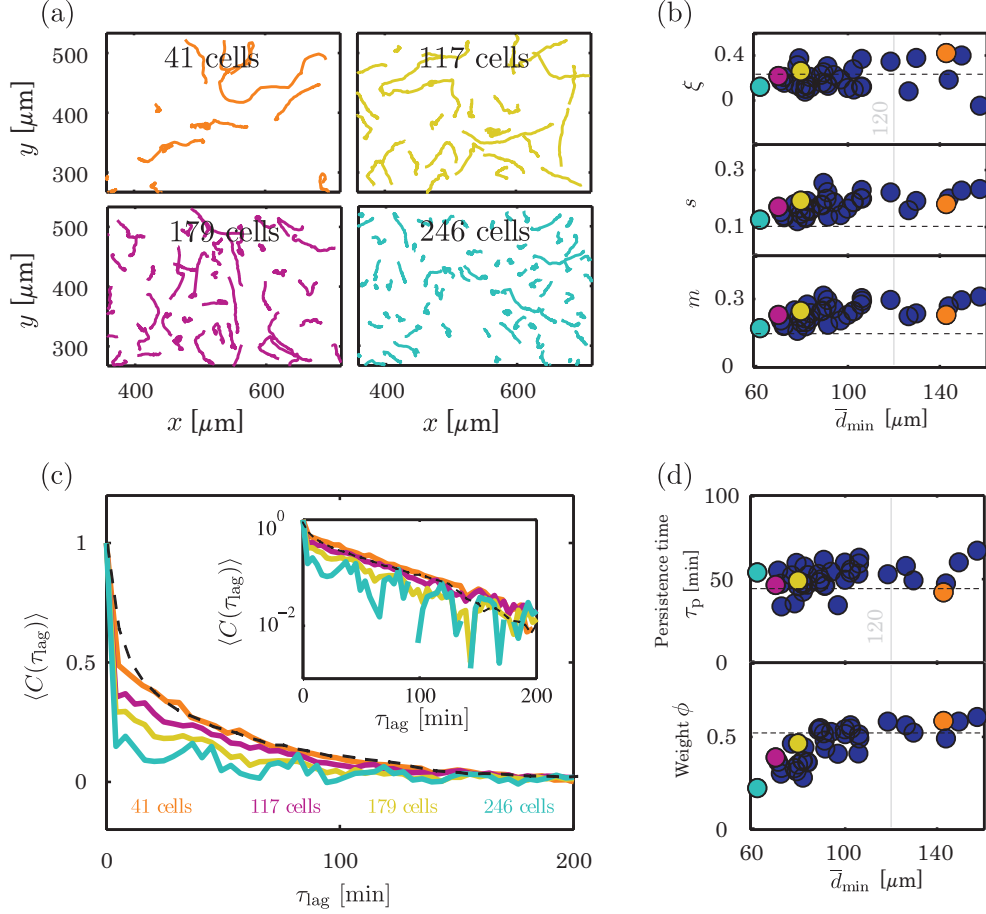 (a)
41 cells
117 cells
179 cells
246 cells
y [μm]
500
400
300
y [μm]
500
400
300
400
600
400
600
x [μm]
x [μm]
(b)
ξ
0.4
0
120
s
0.3
0.1
m
0.3
0
60
100
140
d̅min [μm]
(c)
⟨C(τlag)⟩
1
0.5
0
41 cells
117 cells
179 cells
246 cells
0
100
200
τlag [min]
⟨C(τlag)⟩
10^0
10^-2
0
100
200
τlag [min]
(d)
Persistence time
τp [min]
100
50
0
120
Weight ϕ
0.5
0
60
100
140
d̅min [μm]